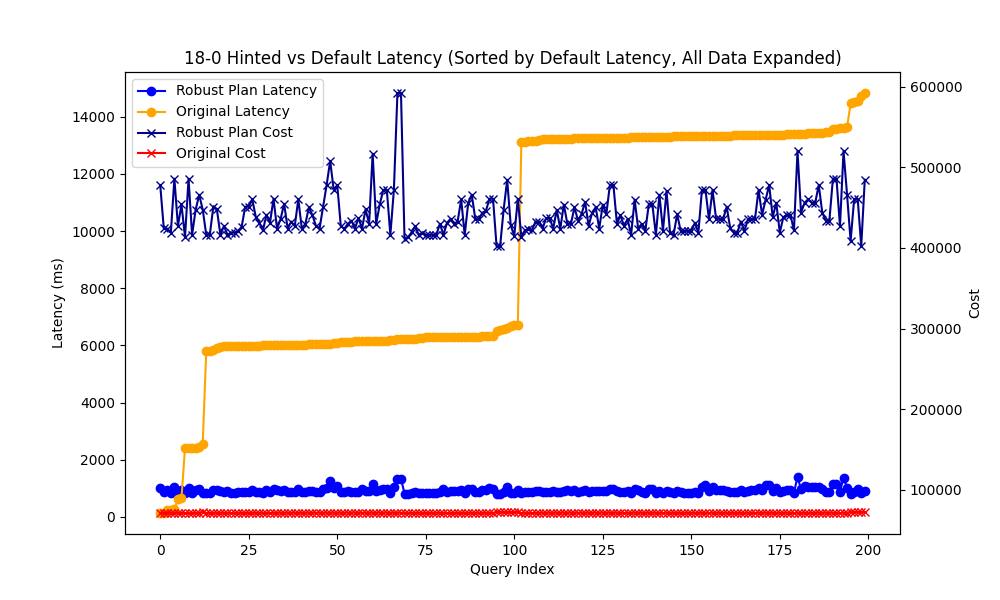 18-0 Hinted vs Default Latency (Sorted by Default Latency, All Data Expanded)
Robust Plan Latency
Original Latency
Robust Plan Cost
Original Cost
Latency (ms)
14000
12000
10000
8000
6000
4000
2000
0
600000
500000
400000
300000
200000
100000
Cost
0
25
50
75
100
125
150
175
200
Query Index